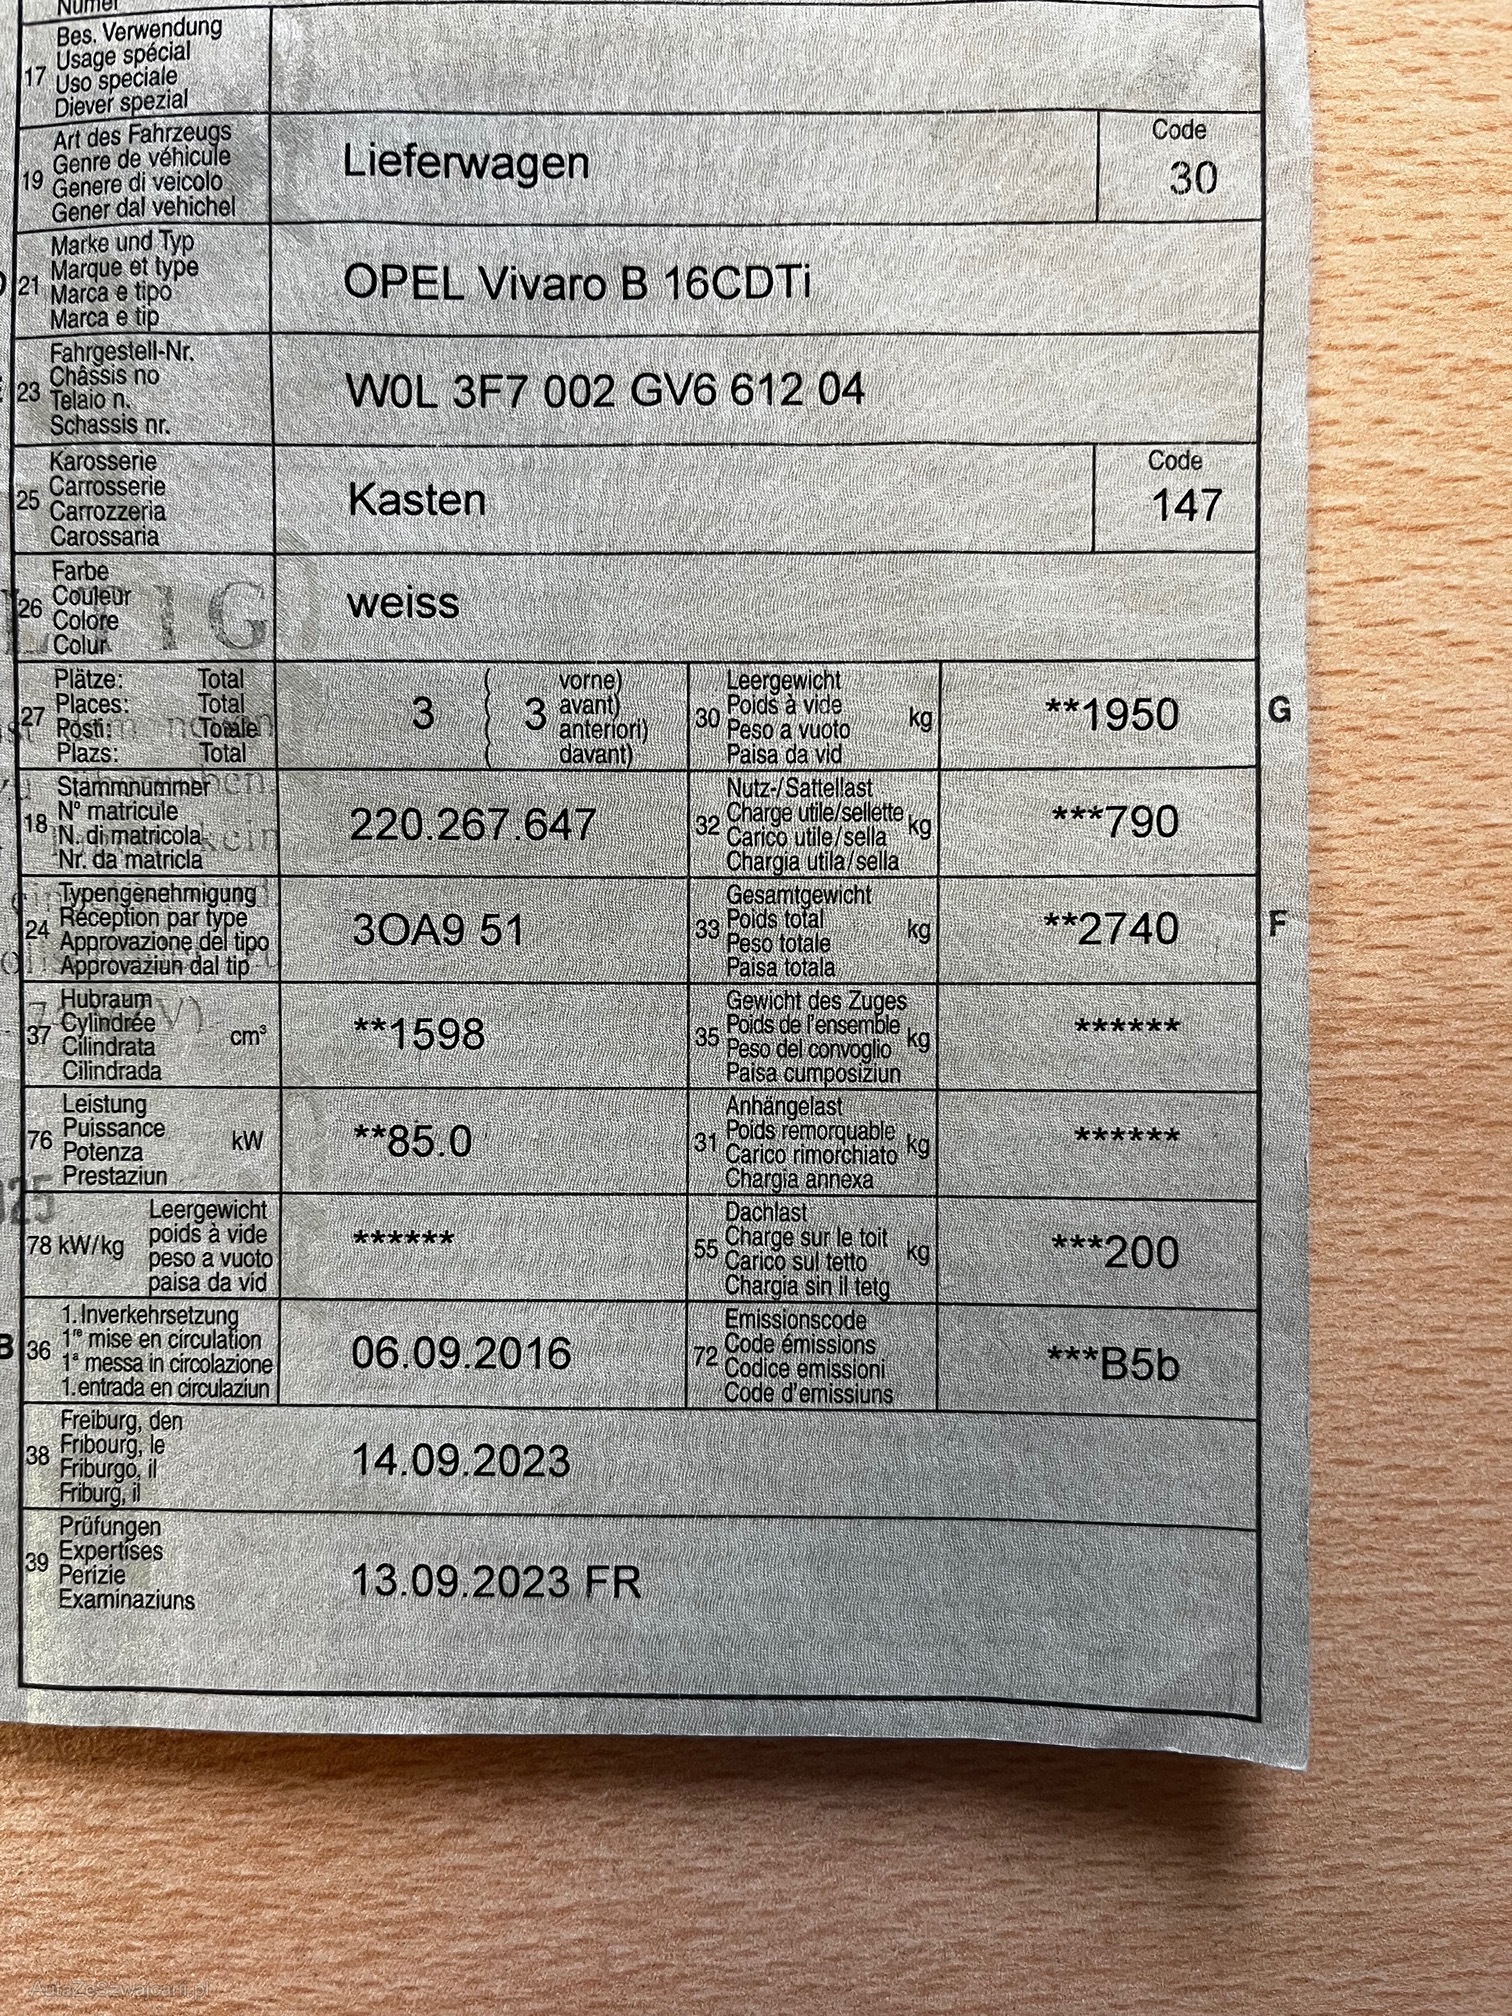 Numer
17
Bes. Verwendung
Usage spécial
Uso speciale
Diever spezial
19
Art des Fahrzeugs
Genre de véhicule
Genere di veicolo
Gener dal vehichel
Lieferwagen
Code
30
21
Marke und Typ
Marque et type
Marca e tipo
Marca e tip
OPEL Vivaro B 16CDTi
23
Fahrgestell-Nr.
Châssis no
Telaio n.
Schassis nr.
W0L 3F7 002 GV6 612 04
25
Karosserie
Carrosserie
Carrozzeria
Carossaria
Kasten
Code
147
26
Farbe
Couleur
Colore
Colur
weiss
27
Plätze: Total
Places: Total
Posti: Totale
Plazs: Total
3 ( 3 vorne)
avant)
anteriori)
davant)
30
Leergewicht
Poids à vide
Peso a vuoto
Paisa da vid
kg
**1950
G
18
Stammnummer
N° matricule
N. di matricola
Nr. da matricla
220.267.647
32
Nutz-/Sattellast
Charge utile/sellette
Carico utile/sella
Chargia utila/sella
kg
***790
24
Typengenehmigung
Réception par type
Approvazione del tipo
Approvaziun dal tip
3OA9 51
33
Gesamtgewicht
Poids total
Peso totale
Paisa totala
kg
**2740
F
37
Hubraum
Cylindrée
Cilindrata
Cilindrada
cm³
**1598
35
Gewicht des Zuges
Poids de l'ensemble
Peso del convoglio
Paisa cumposiziun
kg
******
76
Leistung
Puissance
Potenza
Prestaziun
kW
**85.0
31
Anhängelast
Poids remorquable
Carico rimorchiato
Chargia annexa
kg
******
78 kW/kg
Leergewicht
poids à vide
peso a vuoto
paisa da vid
******
55
Dachlast
Charge sur le toit
Carico sul tetto
Chargia sin il tetg
kg
***200
B
36
1. Inverkehrsetzung
1re mise en circulation
1a messa in circolazione
1. entrada en circulaziun
06.09.2016
72
Emissionscode
Code émissions
Codice emissioni
Code d'emissiuns
***B5b
38
Freiburg, den
Fribourg, le
Friburgo, il
Friburg, il
14.09.2023
39
Prüfungen
Expertises
Perizie
Examinaziuns
13.09.2023 FR
AutaZeSzwajcarii.pl